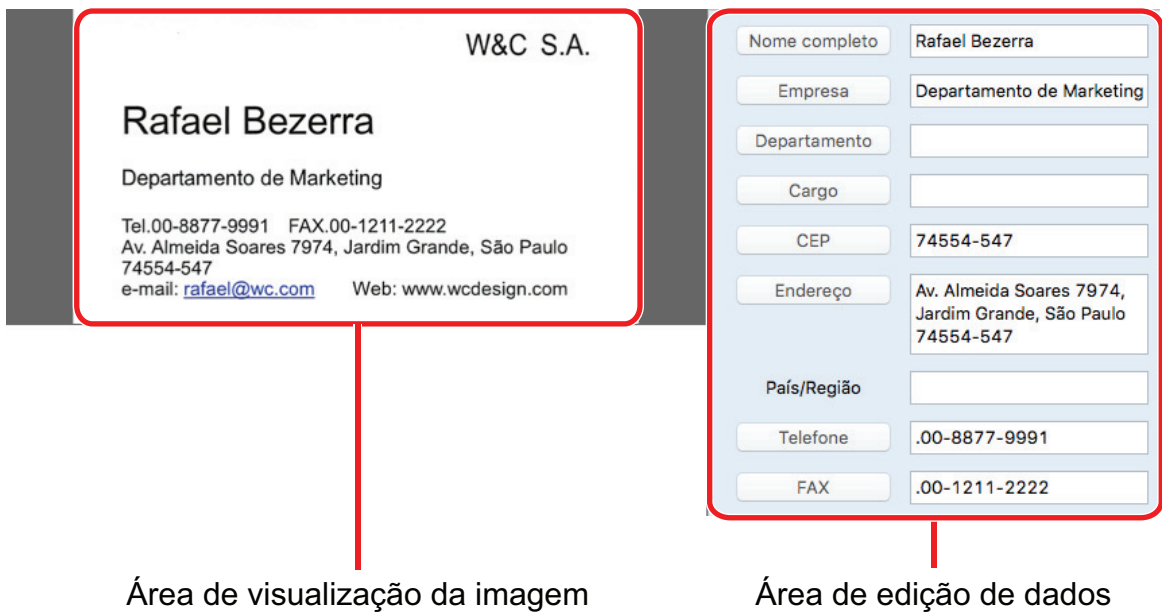 W&C S.A.
Rafael Bezerra
Departamento de Marketing
Tel.00-8877-9991 FAX.00-1211-2222
Av. Almeida Soares 7974, Jardim Grande, São Paulo
74554-547
e-mail: rafael@wc.com Web: www.wcdesign.com
Nome completo Rafael Bezerra
Empresa Departamento de Marketing
Departamento
Cargo
CEP 74554-547
Endereço Av. Almeida Soares 7974,
Jardim Grande, São Paulo
74554-547
País/Região
Telefone .00-8877-9991
FAX .00-1211-2222
Área de visualização da imagem Área de edição de dados